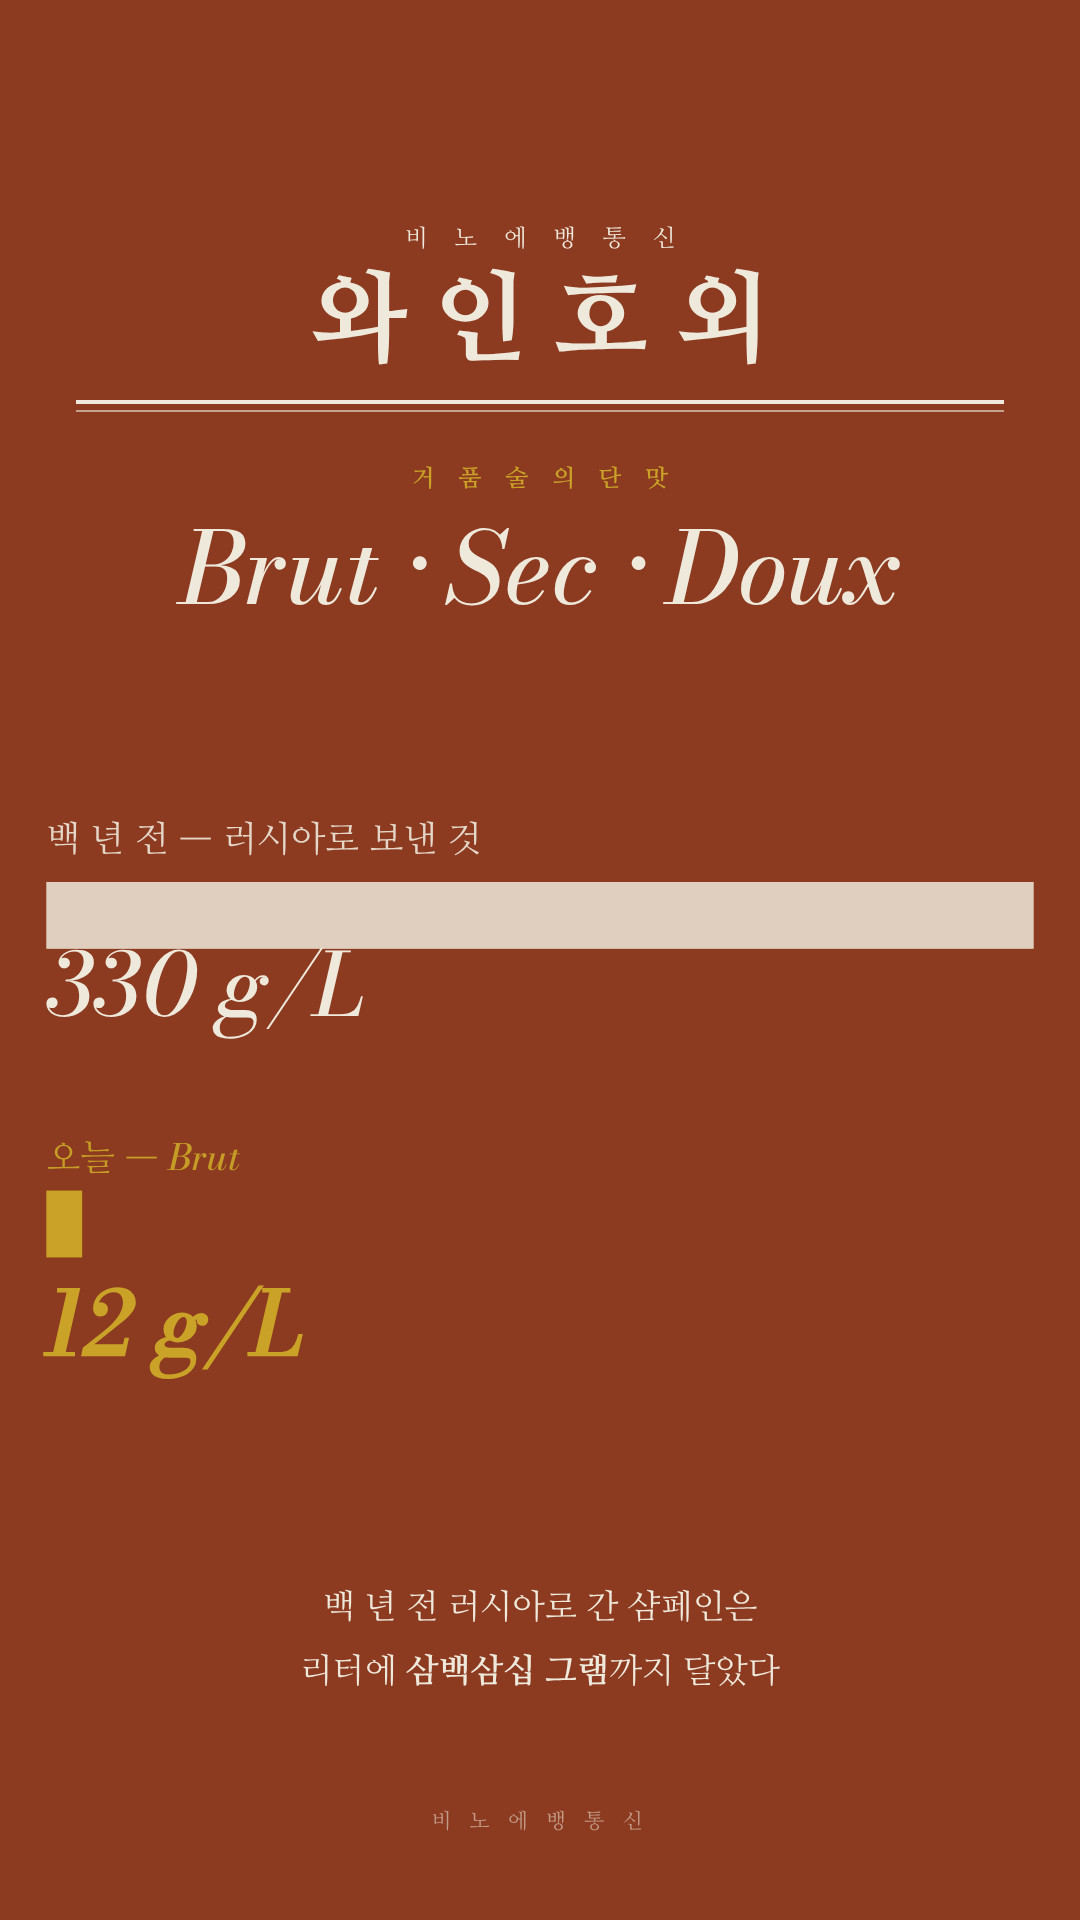 비노에뱅통신
와인호외
거품술의단맛
Brut · Sec · Doux
백 년 전 — 러시아로 보낸 것
330 g/L
오늘 — Brut
12 g/L
백 년 전 러시아로 간 샴페인은
리터에 삼백삼십 그램까지 달았다
비노에뱅통신